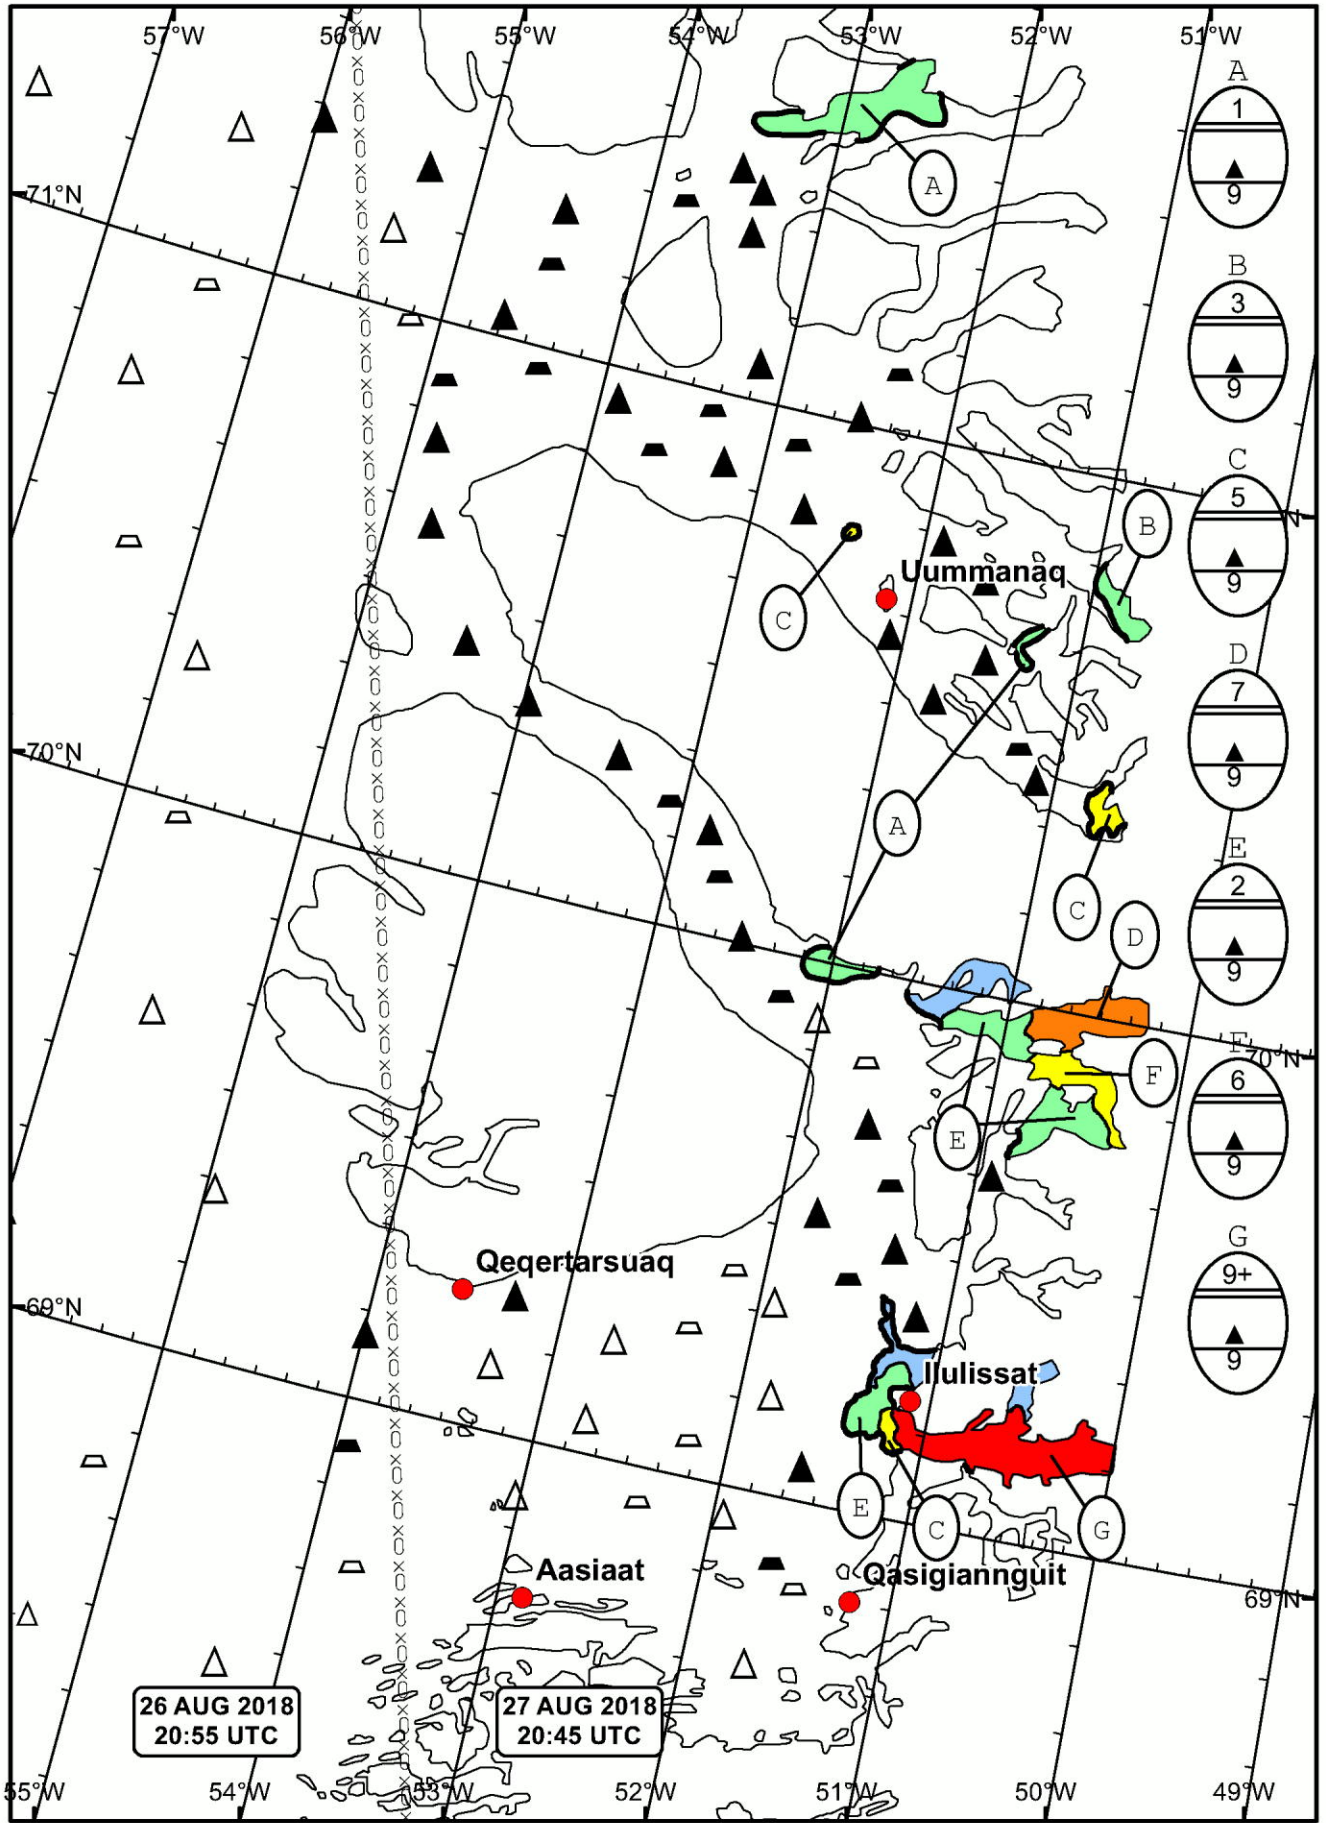 57°W 56°W 55°W 54°W 53°W 52°W 51°W
A
1
9
A
71°N
B
3
9
C
5
9
N
B
Uummanaq
C
D
7
9
70°N
A
E
2
9
C
D
F
70°N
6
9
F
E
G
9+
9
Qeqertarsuaq
69°N
Ilulissat
E
C
G
Aasiaat
Qasigiannguit
69°N
26 AUG 2018
20:55 UTC
27 AUG 2018
20:45 UTC
55°W 54°W 53°W 52°W 51°W 50°W 49°W